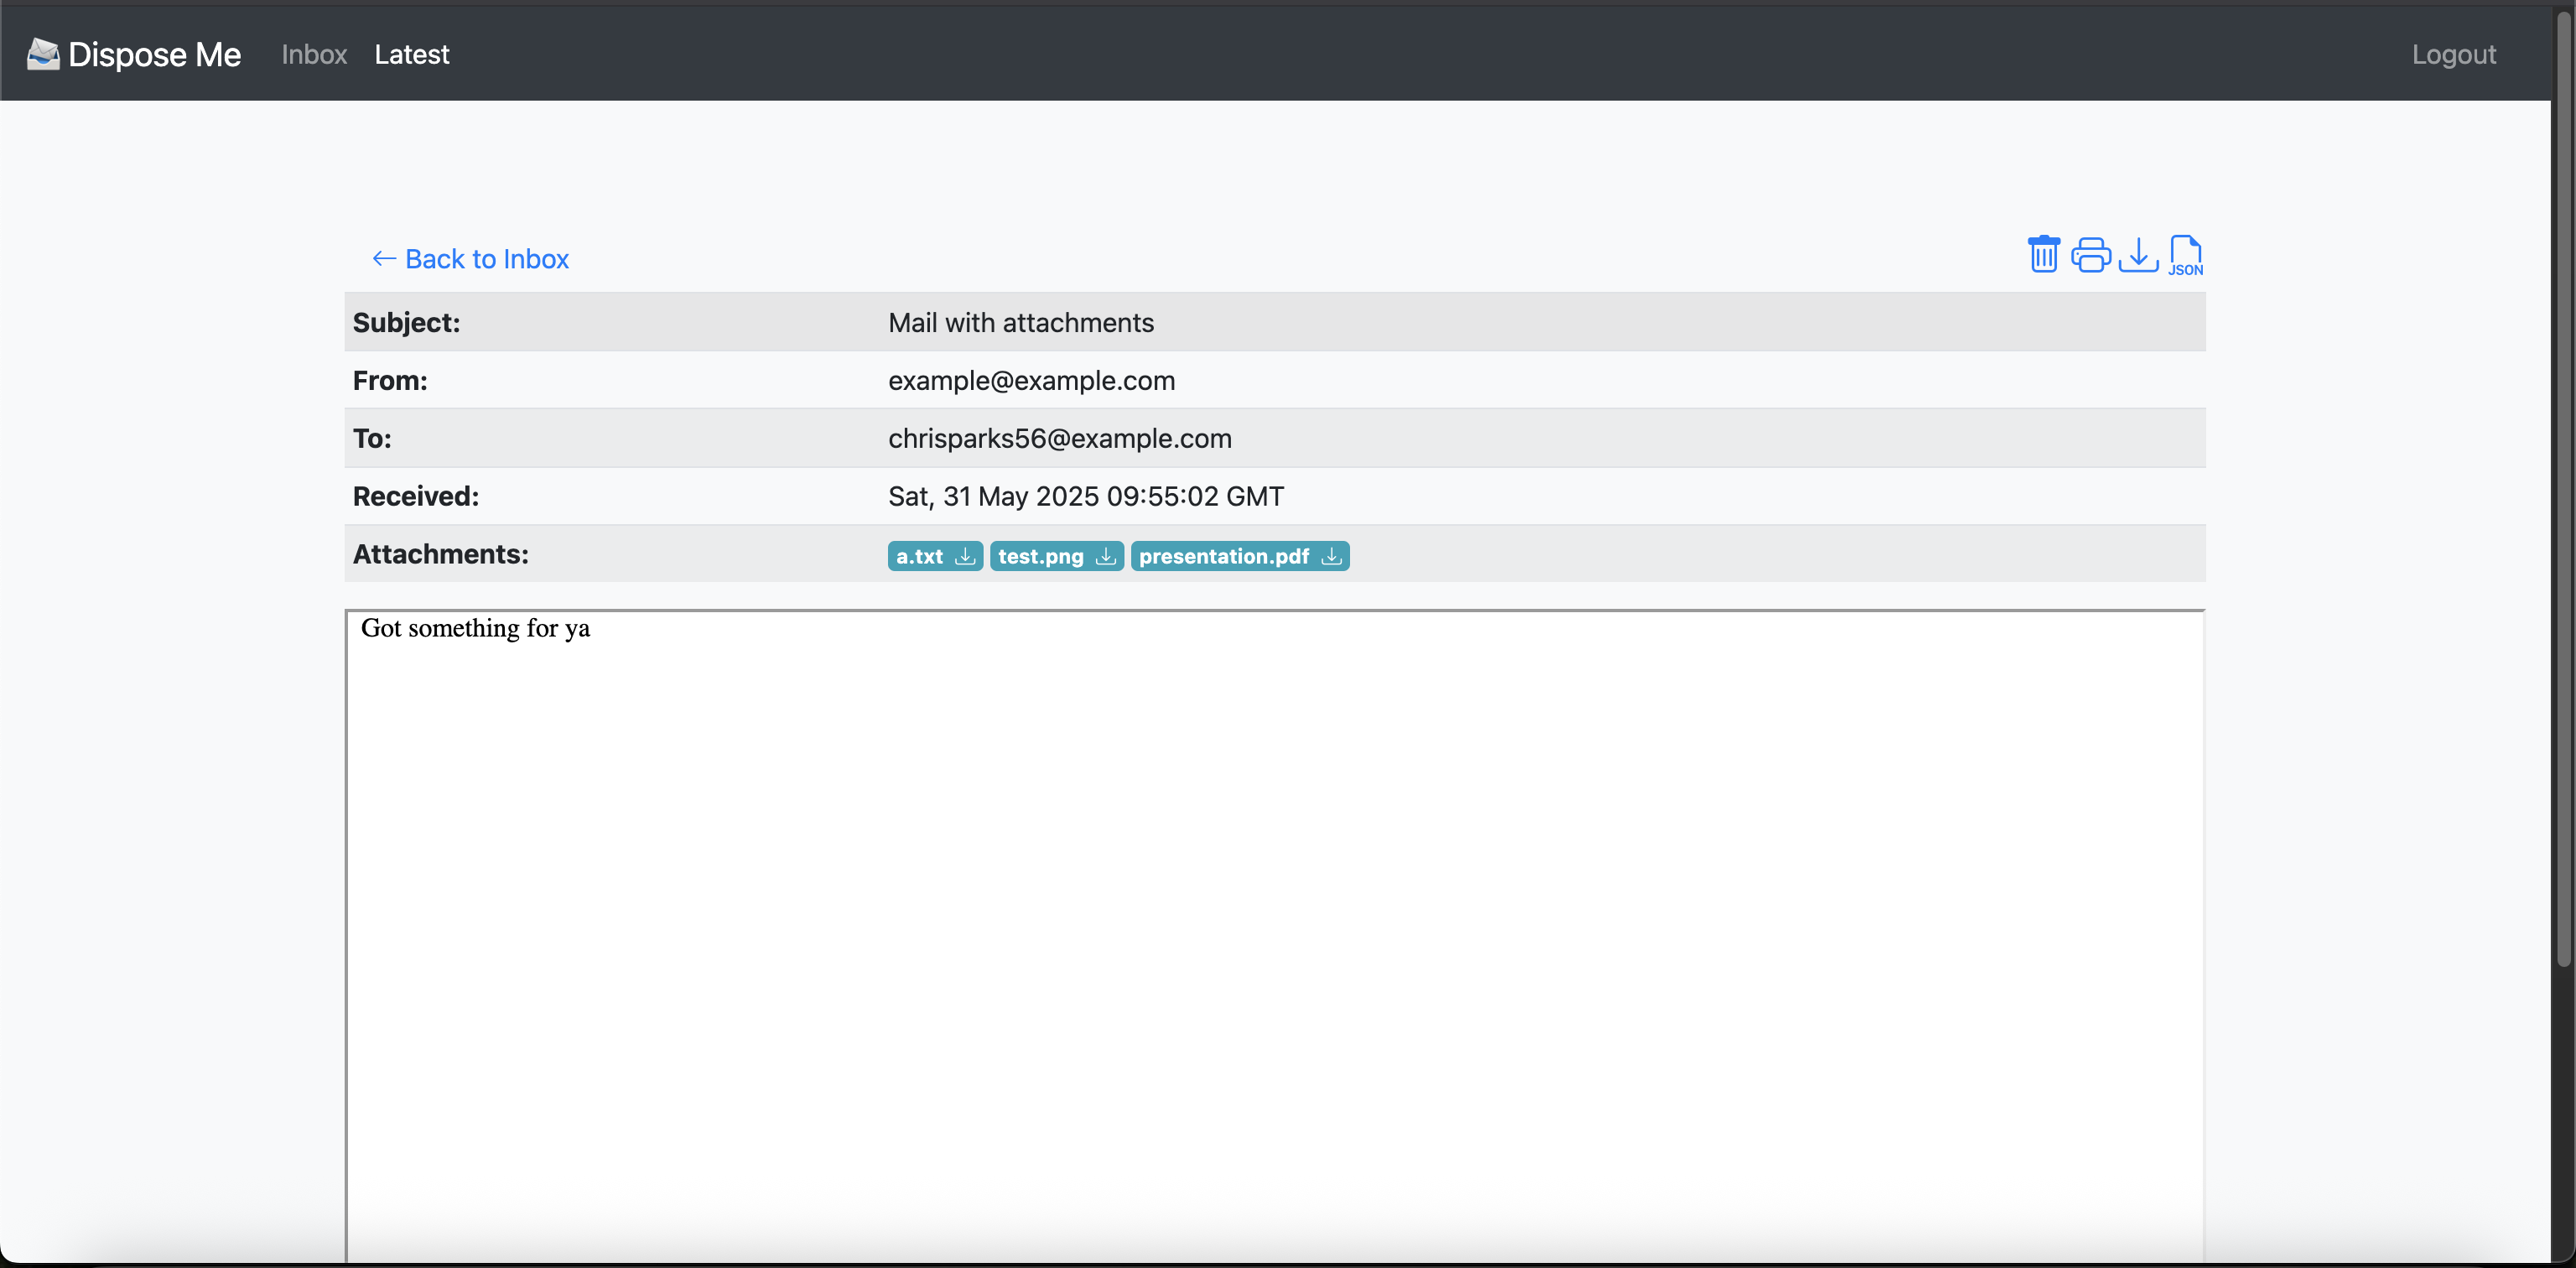 Dispose Me Inbox Latest Logout
← Back to Inbox JSON
Subject: Mail with attachments
From: example@example.com
To: chrisparks56@example.com
Received: Sat, 31 May 2025 09:55:02 GMT
Attachments: a.txt test.png presentation.pdf
Got something for ya